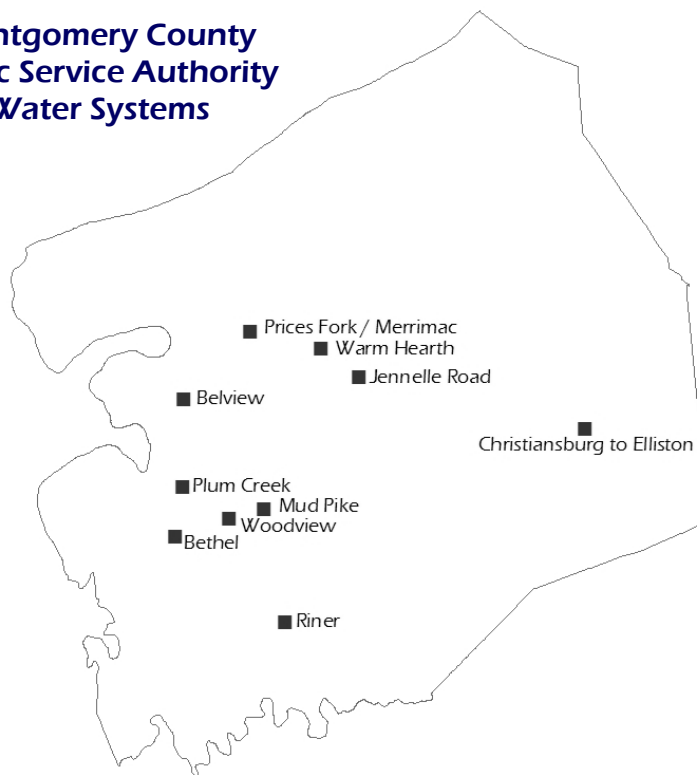 ntgomery County
c Service Authority
Water Systems
Prices Fork / Merrimac
Warm Hearth
Jennelle Road
Belview
Christiansburg to Elliston
Plum Creek
Mud Pike
Woodview
Bethel
Riner